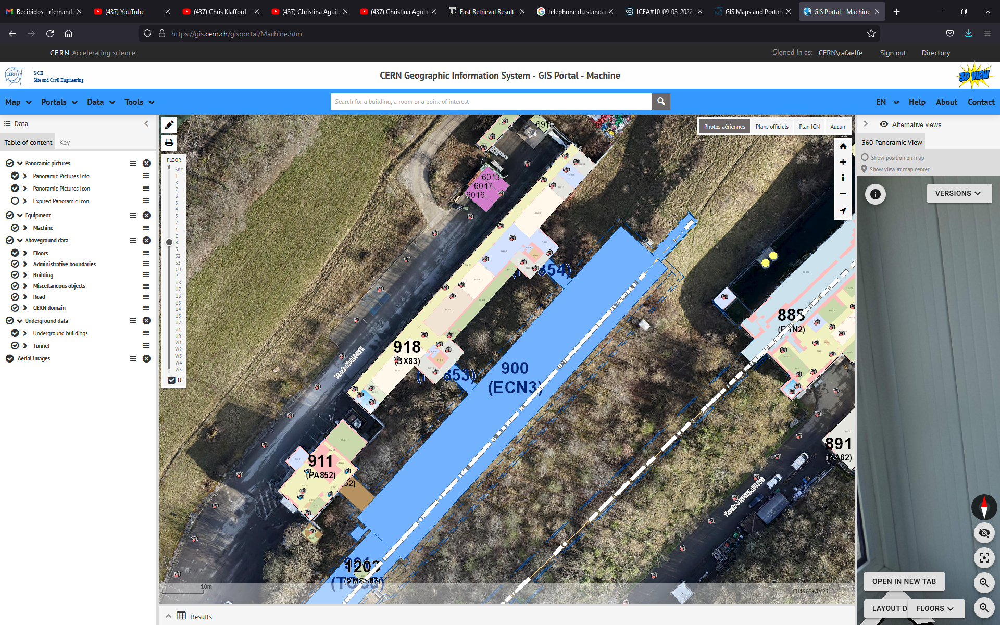 Recibidos - rfernande
(437) YouTube
(437) Chris Kläfford -
(437) Christina Aguile
(437) Christina Aguile
Fast Retrieval Result
telephone du standar
ICEA#10_09-03-2022 (
GIS Maps and Portals
GIS Portal - Machine
https://gis.cern.ch/gisportal/Machine.htm
CERN Accelerating science
Signed in as: CERN\rafaelfe Sign out Directory
CERN
SCE
Site and Civil Engineering
CERN Geographic Information System - GIS Portal - Machine
3D VIEW
Map Portals Data Tools
Search for a building, a room or a point of interest
EN Help About Contact
Data
Table of content Key
Panoramic pictures
Panoramic Pictures Info
Panoramic Pictures Icon
Expired Panoramic Icon
Equipment
Machine
Aboveground data
Floors
Administrative boundaries
Building
Miscellaneous objects
Road
CERN domain
Underground data
Underground buildings
Tunnel
Aerial images
FLOOR
SKY
T
8
7
6
5
4
3
2
1
E
R
S
S2
S3
G0
P
U8
U7
U6
U5
U4
U3
U2
U1
U0
W1
W2
W3
W4
W5
U
Photos aériennes Plans officiels Plan IGN Aucun
6918
6013
6047
6016
854)
888
918
(BX83)
853)
Route BUDKER
900
(ECN3)
911
(PA852)
52)
891
(BA82)
Route HEISENBERG
1203
10m
CH1903+/LV95
Results
Alternative views
360 Panoramic View
Show position on map
Show view at map center
VERSIONS
OPEN IN NEW TAB
LAYOUT D
FLOORS